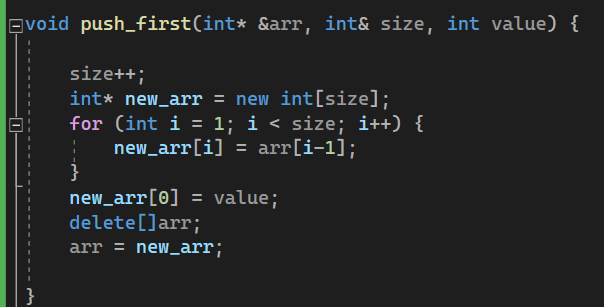 void push_first(int* &arr, int& size, int value) {
size++;
int* new_arr = new int[size];
for (int i = 1; i < size; i++) {
new_arr[i] = arr[i-1];
}
new_arr[0] = value;
delete[]arr;
arr = new_arr;
}